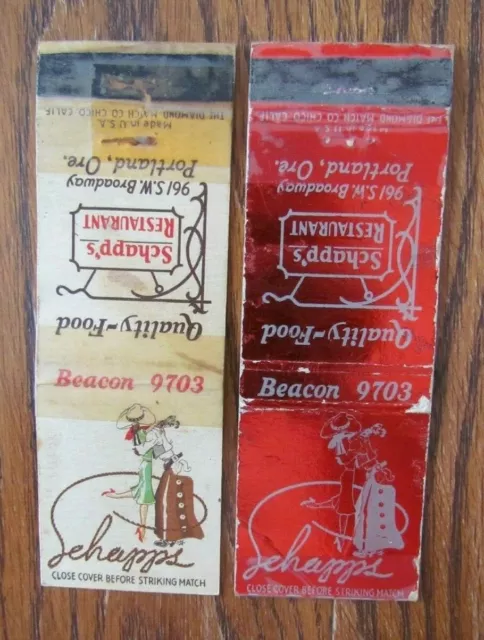 Made in U.S.A.
THE DIAMOND MATCH CO. CHICO, CALIF.
Quality-Food
Schapp's
RESTAURANT
961 S.W. Broadway
Portland, Ore.
Beacon 9703
Schapp's
CLOSE COVER BEFORE STRIKING MATCH
THE DIAMOND MATCH CO. CHICO, CALIF.
Quality-Food
Schapp's
RESTAURANT
961 S.W. Broadway
Portland, Ore.
Beacon 9703
Schapp's
CLOSE COVER BEFORE STRIKING MATCH